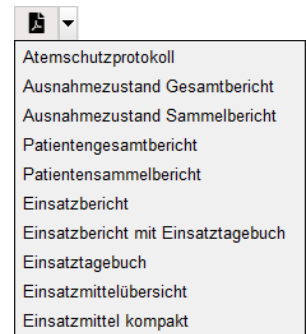 Atemschutzprotokoll
Ausnahmezustand Gesamtbericht
Ausnahmezustand Sammelbericht
Patientengesamtbericht
Patientensammelbericht
Einsatzbericht
Einsatzbericht mit Einsatztagebuch
Einsatztagebuch
Einsatzmittelübersicht
Einsatzmittel kompakt